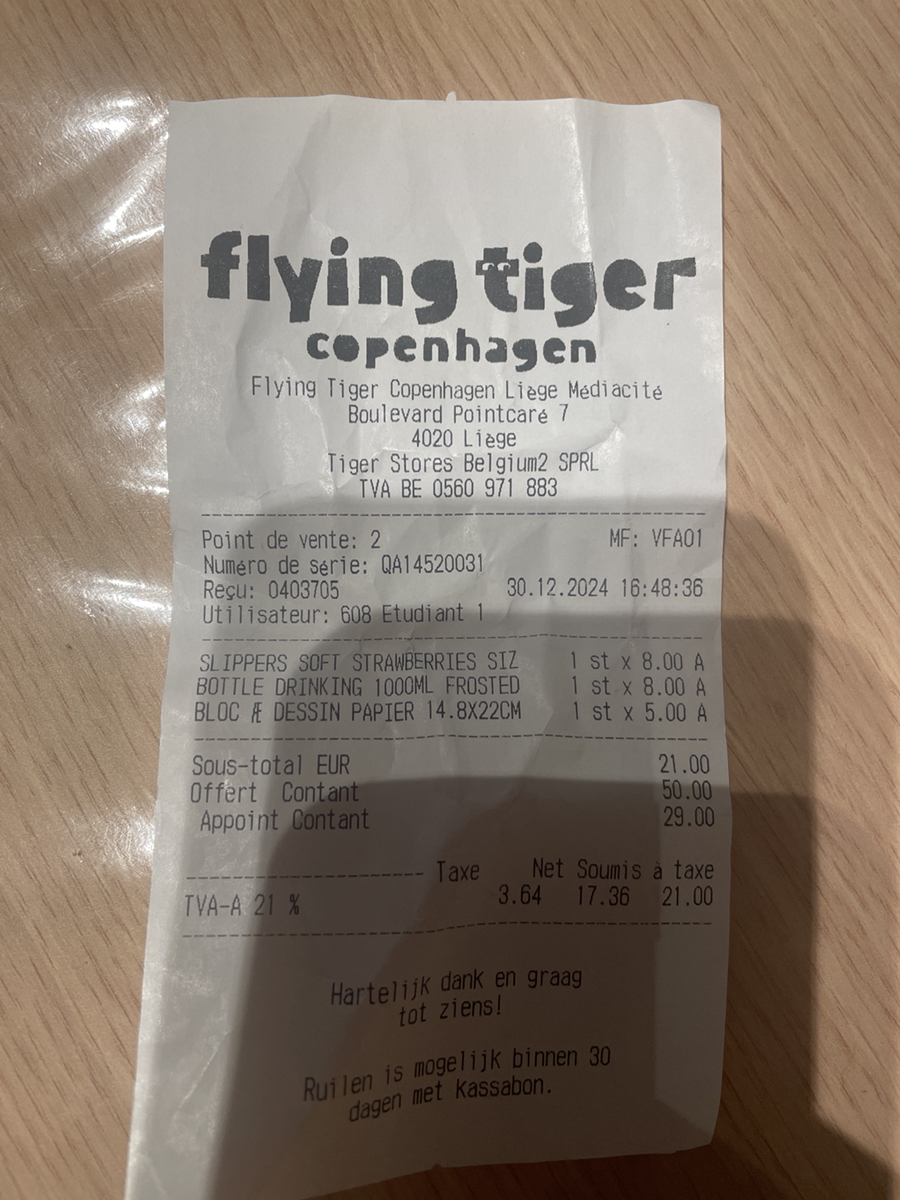 flying tiger
copenhagen
Flying Tiger Copenhagen Liège Médiacité
Boulevard Pointcaré 7
4020 Liège
Tiger Stores Belgium2 SPRL
TVA BE 0560 971 883
Point de vente: 2 MF: VFA01
Numéro de série: QA14520031
Reçu: 0403705 30.12.2024 16:48:36
Utilisateur: 608 Etudiant 1
SLIPPERS SOFT STRAWBERRIES SIZ 1 st x 8.00 A
BOTTLE DRINKING 1000ML FROSTED 1 st x 8.00 A
BLOC Æ DESSIN PAPIER 14.8X22CM 1 st x 5.00 A
Sous-total EUR 21.00
Offert Contant 50.00
Appoint Contant 29.00
Taxe Net Soumis à taxe
TVA-A 21 % 3.64 17.36 21.00
Hartelijk dank en graag
tot ziens!
Ruilen is mogelijk binnen 30
dagen met kassabon.